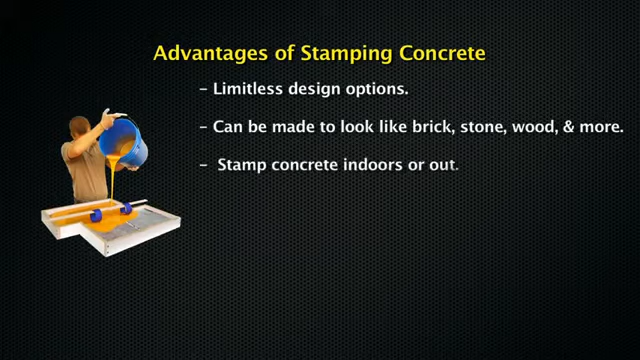 Advantages of Stamping Concrete
- Limitless design options.
- Can be made to look like brick, stone, wood, & more.
- Stamp concrete indoors or out.